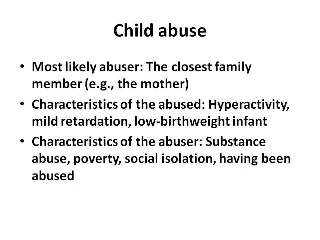 Child abuse
• Most likely abuser: The closest family
member (e.g., the mother)
• Characteristics of the abused: Hyperactivity,
mild retardation, low-birthweight infant
• Characteristics of the abuser: Substance
abuse, poverty, social isolation, having been
abused